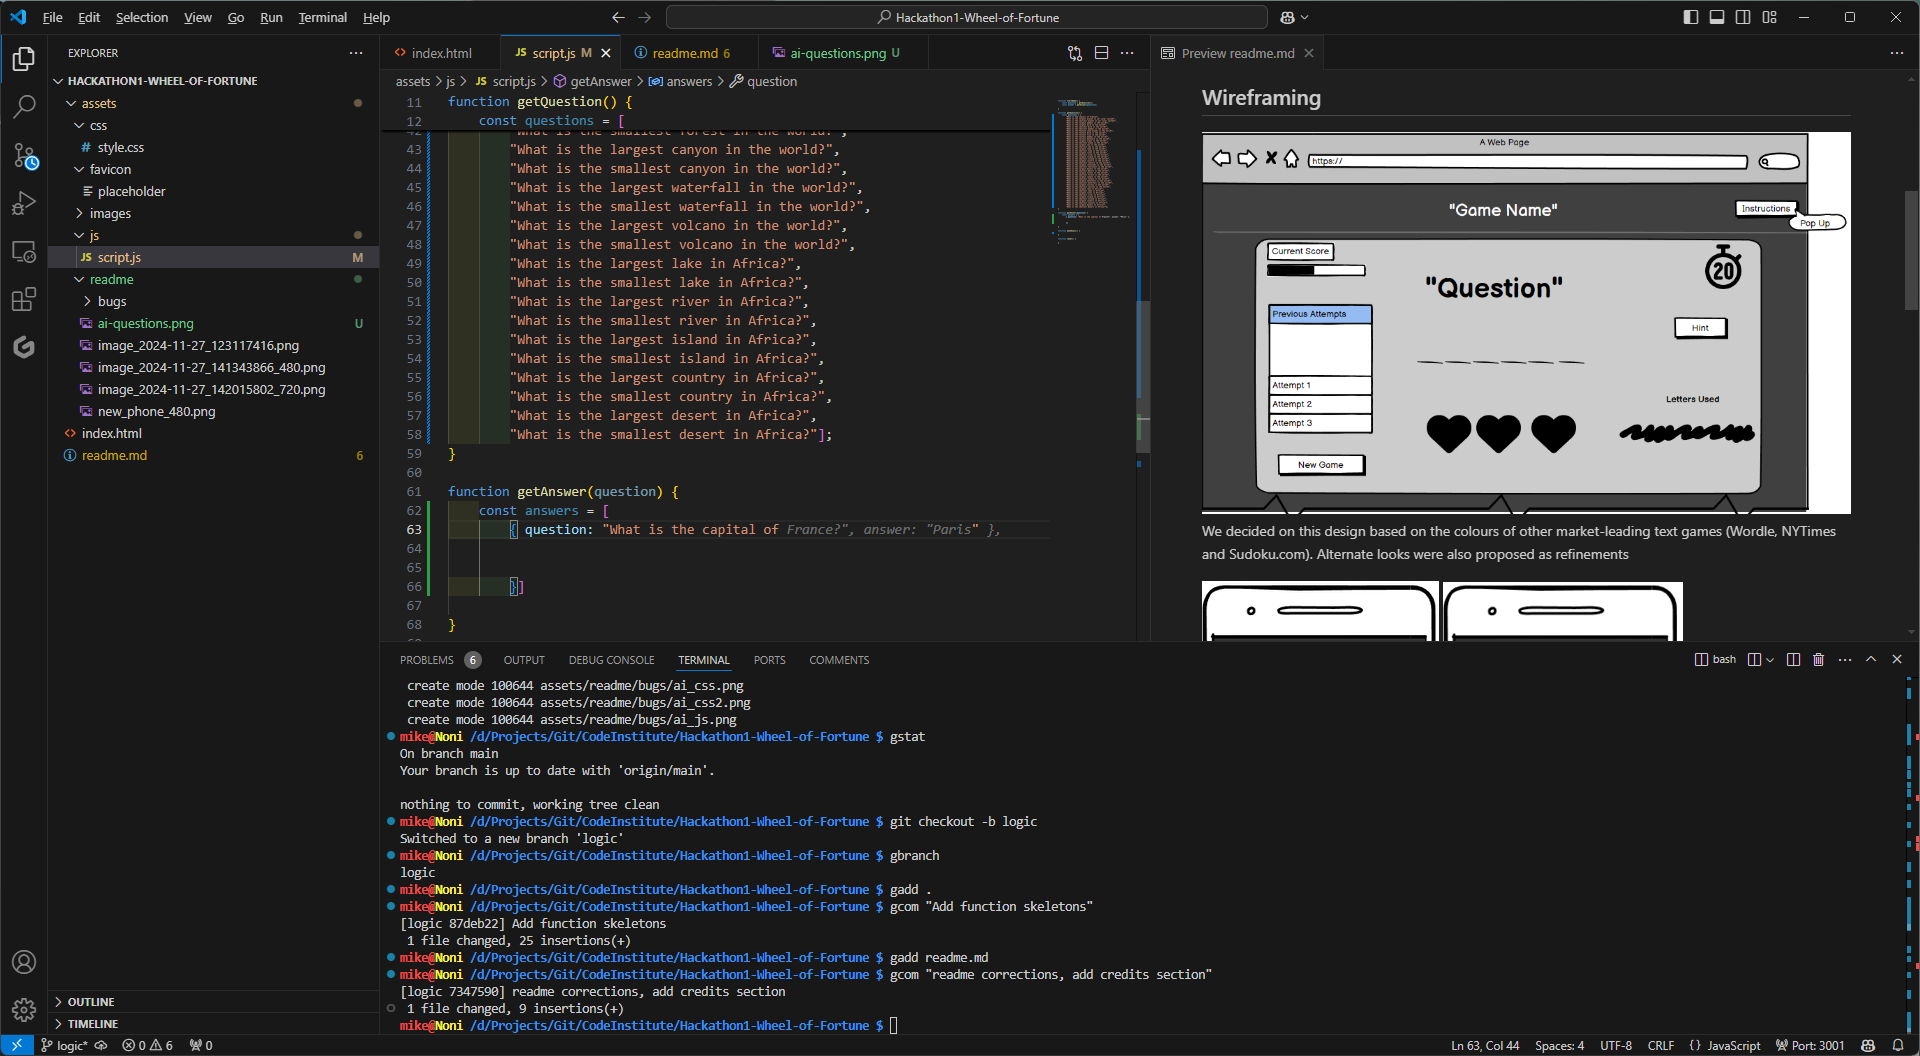 File Edit Selection View Go Run Terminal Help
Hackathon1-Wheel-of-Fortune
EXPLORER
HACKATHON1-WHEEL-OF-FORTUNE
assets
css
# style.css
favicon
placeholder
images
js
JS script.js M
readme
bugs
ai-questions.png U
image_2024-11-27_123117416.png
image_2024-11-27_141343866_480.png
image_2024-11-27_142015802_720.png
new_phone_480.png
index.html
readme.md 6
OUTLINE
TIMELINE
index.html
JS script.js M
readme.md 6
ai-questions.png U
assets > js > JS script.js > getAnswer > answers > question
11 function getQuestion() {
12 const questions = [
42 "What is the smallest forest in the world?",
43 "What is the largest canyon in the world?",
44 "What is the smallest canyon in the world?",
45 "What is the largest waterfall in the world?",
46 "What is the smallest waterfall in the world?",
47 "What is the largest volcano in the world?",
48 "What is the smallest volcano in the world?",
49 "What is the largest lake in Africa?",
50 "What is the smallest lake in Africa?",
51 "What is the largest river in Africa?",
52 "What is the smallest river in Africa?",
53 "What is the largest island in Africa?",
54 "What is the smallest island in Africa?",
55 "What is the largest country in Africa?",
56 "What is the smallest country in Africa?",
57 "What is the largest desert in Africa?",
58 "What is the smallest desert in Africa?"];
59 }
60
61 function getAnswer(question) {
62 const answers = [
63 { question: "What is the capital of France?", answer: "Paris" },
64
65
66 }]
67
68 }
Preview readme.md
Wireframing
A Web Page
https://
"Game Name"
Instructions
Pop Up
Current Score
20
"Question"
Previous Attempts
Hint
Attempt 1
Attempt 2
Attempt 3
Letters Used
New Game
We decided on this design based on the colours of other market-leading text games (Wordle, NYTimes
and Sudoku.com). Alternate looks were also proposed as refinements
PROBLEMS 6 OUTPUT DEBUG CONSOLE TERMINAL PORTS COMMENTS
bash
create mode 100644 assets/readme/bugs/ai_css.png
create mode 100644 assets/readme/bugs/ai_css2.png
create mode 100644 assets/readme/bugs/ai_js.png
mike@Noni /d/Projects/Git/CodeInstitute/Hackathon1-Wheel-of-Fortune $ gstat
On branch main
Your branch is up to date with 'origin/main'.
nothing to commit, working tree clean
mike@Noni /d/Projects/Git/CodeInstitute/Hackathon1-Wheel-of-Fortune $ git checkout -b logic
Switched to a new branch 'logic'
mike@Noni /d/Projects/Git/CodeInstitute/Hackathon1-Wheel-of-Fortune $ gbranch
logic
mike@Noni /d/Projects/Git/CodeInstitute/Hackathon1-Wheel-of-Fortune $ gadd .
mike@Noni /d/Projects/Git/CodeInstitute/Hackathon1-Wheel-of-Fortune $ gcom "Add function skeletons"
[logic 87deb22] Add function skeletons
1 file changed, 25 insertions(+)
mike@Noni /d/Projects/Git/CodeInstitute/Hackathon1-Wheel-of-Fortune $ gadd readme.md
mike@Noni /d/Projects/Git/CodeInstitute/Hackathon1-Wheel-of-Fortune $ gcom "readme corrections, add credits section"
[logic 7347590] readme corrections, add credits section
1 file changed, 9 insertions(+)
mike@Noni /d/Projects/Git/CodeInstitute/Hackathon1-Wheel-of-Fortune $
logic* 0 6 0
Ln 63, Col 44 Spaces: 4 UTF-8 CRLF {} JavaScript Port: 3001